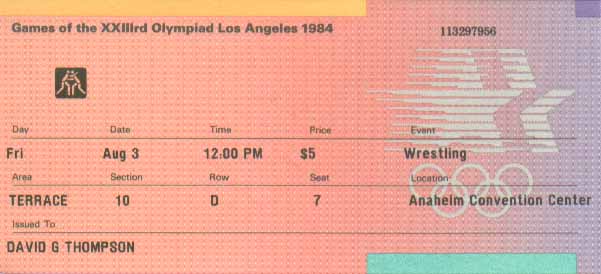 Games of the XXIIIrd Olympiad Los Angeles 1984 113297956
Day Date Time Price Event
Fri Aug 3 12:00 PM $5 Wrestling
Area Section Row Seat Location
TERRACE 10 D 7 Anaheim Convention Center
Issued To
DAVID G THOMPSON